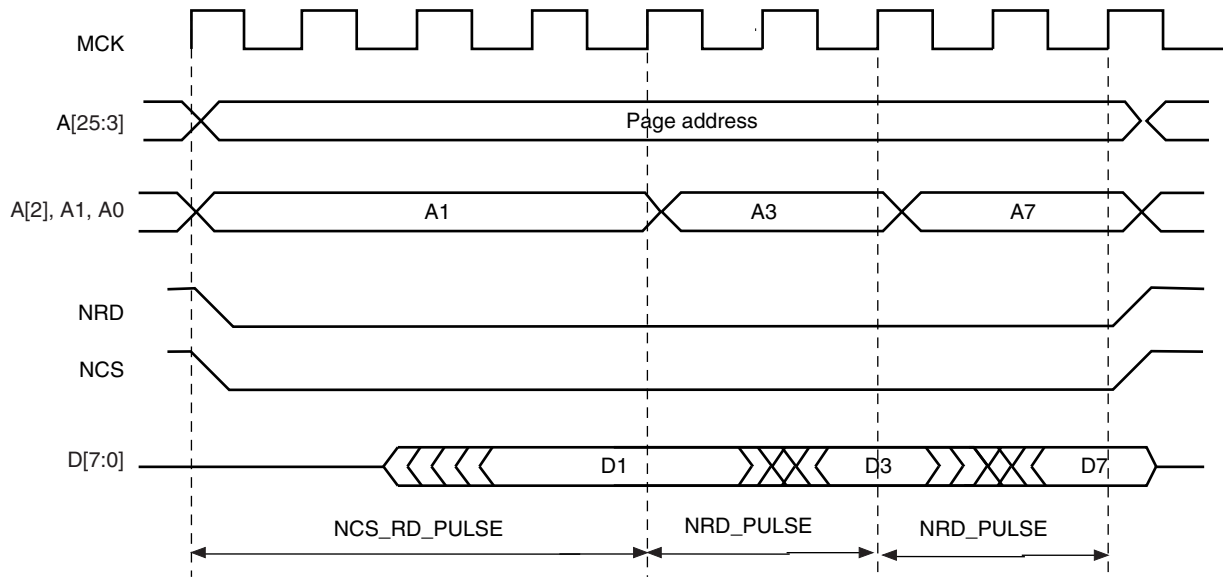 MCK
A[25:3]
Page address
A[2], A1, A0
A1
A3
A7
NRD
NCS
D[7:0]
D1
D3
D7
NCS_RD_PULSE
NRD_PULSE
NRD_PULSE